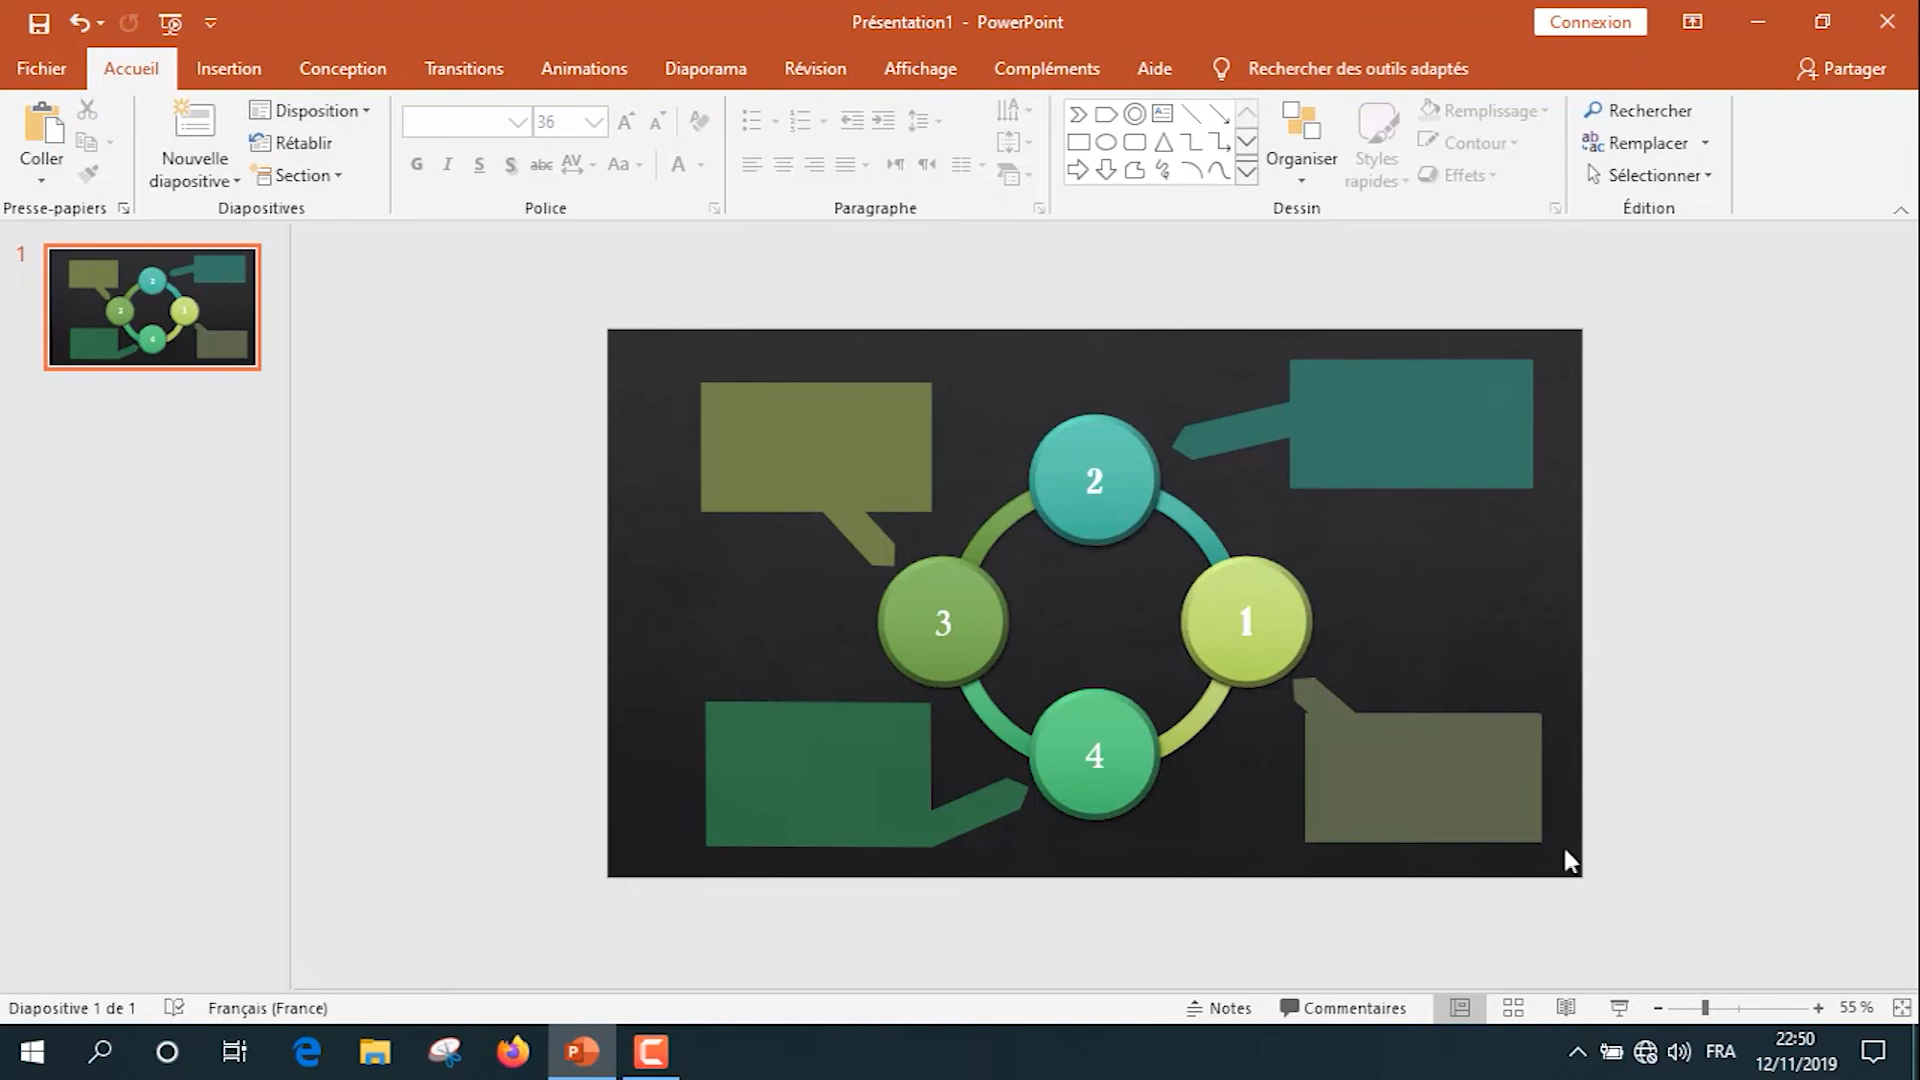 Présentation1 - PowerPoint
Connexion
Fichier
Accueil
Insertion
Conception
Transitions
Animations
Diaporama
Révision
Affichage
Compléments
Aide
Rechercher des outils adaptés
Partager
Coller
Presse-papiers
Nouvelle
diapositive
Disposition
Rétablir
Section
Diapositives
36
G I S S abc AV Aa A
Police
Paragraphe
Organiser
Styles
rapides
Remplissage
Contour
Effets
Dessin
Rechercher
Remplacer
Sélectionner
Édition
1
2
3
1
4
Diapositive 1 de 1
Français (France)
Notes
Commentaires
55 %
FRA
22:50
12/11/2019